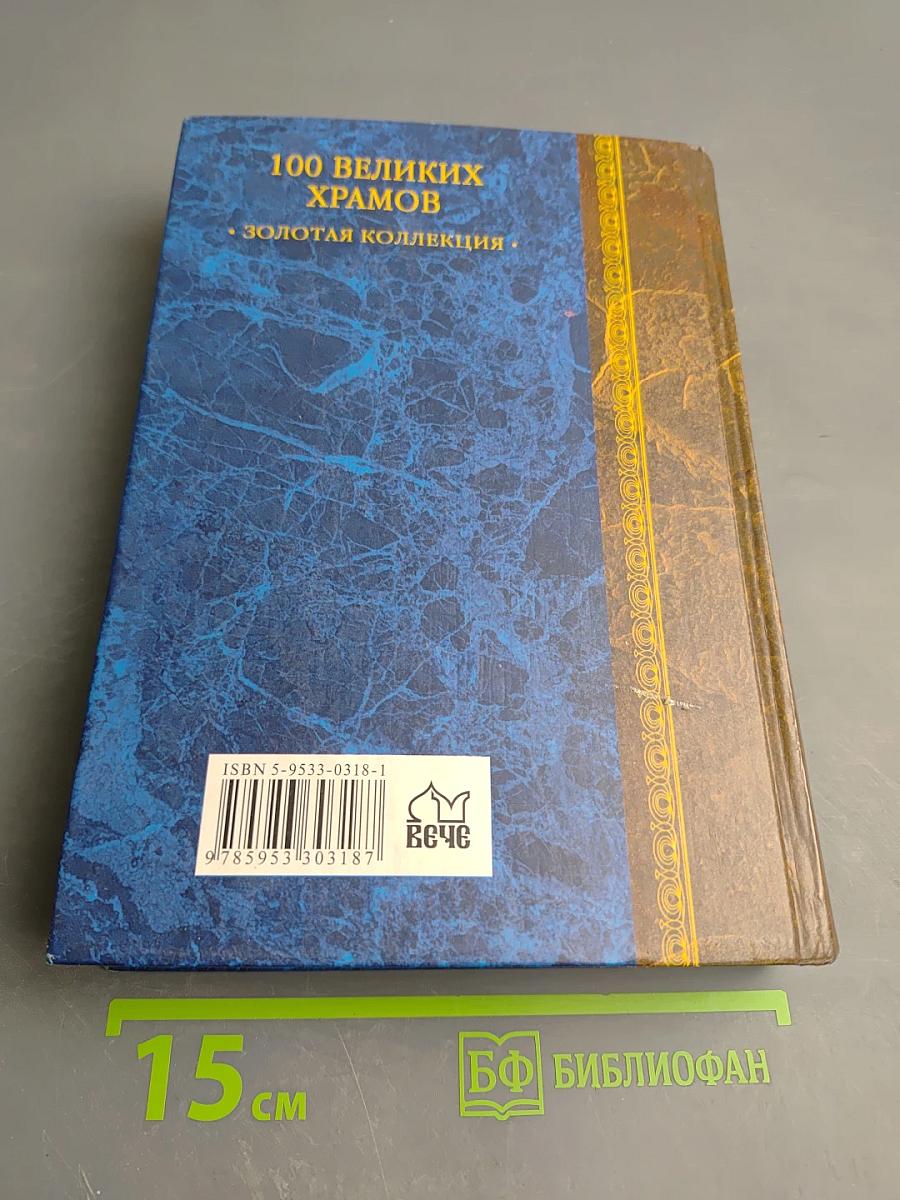 100 ВЕЛИКИХ
ХРАМОВ
• ЗОЛОТАЯ КОЛЛЕКЦИЯ •
ISBN 5-9533-0318-1
9 785953 303187
ВЕЧЕ
15 см
БФ БИБЛИОФАН